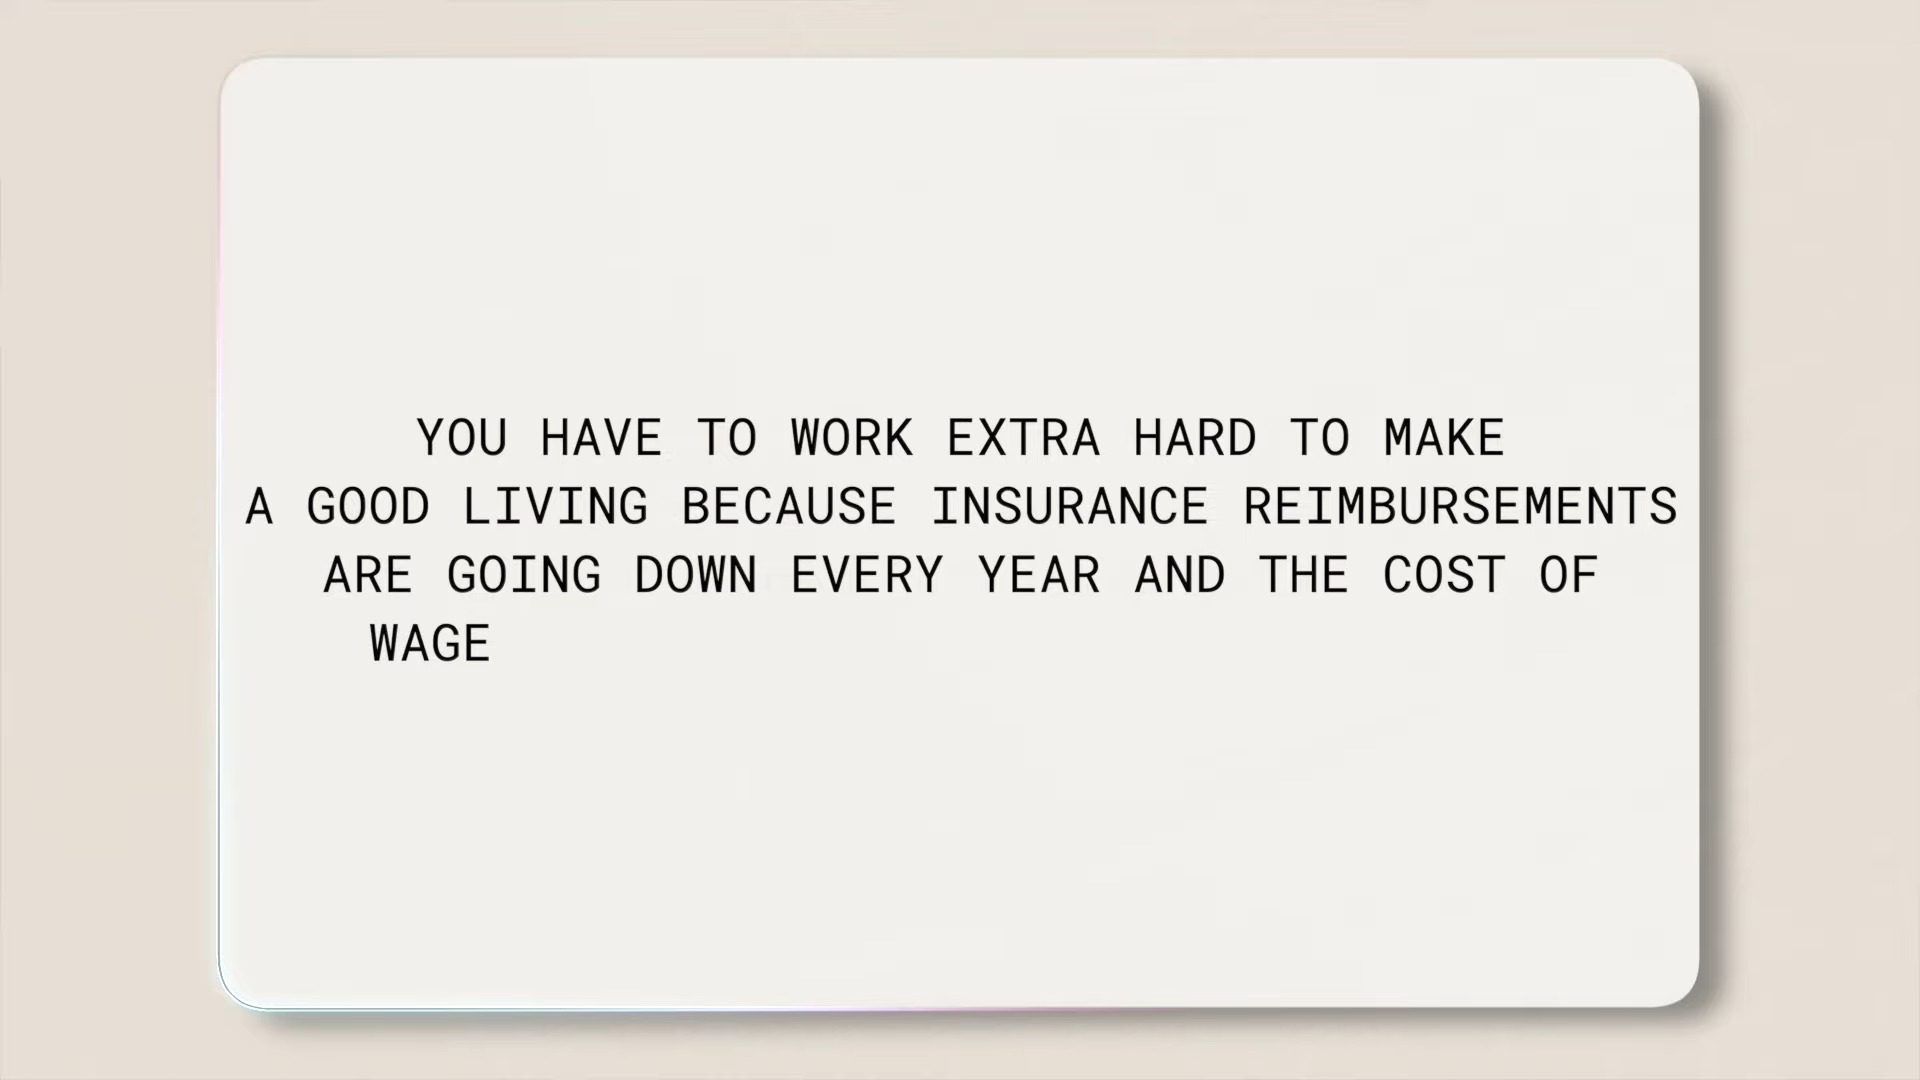 YOU HAVE TO WORK EXTRA HARD TO MAKE
A GOOD LIVING BECAUSE INSURANCE REIMBURSEMENTS
ARE GOING DOWN EVERY YEAR AND THE COST OF
WAGE